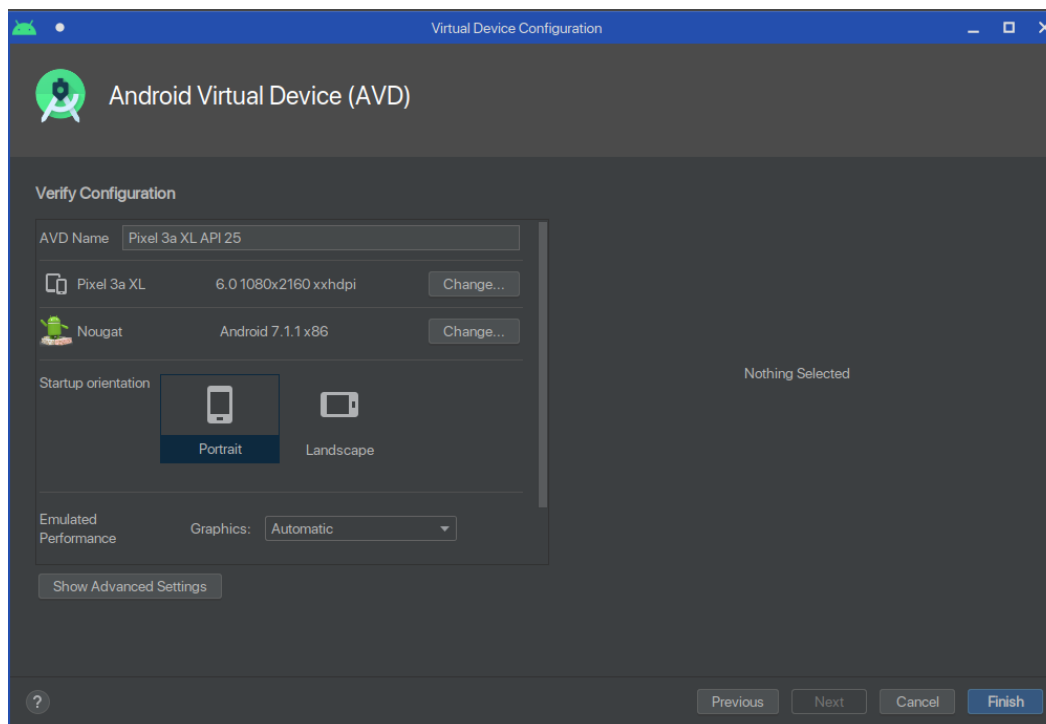 Virtual Device Configuration
Android Virtual Device (AVD)
Verify Configuration
AVD Name Pixel 3a XL API 25
Pixel 3a XL 6.0 1080x2160 xxhdpi Change...
Nougat Android 7.1.1 x86 Change...
Startup orientation
Portrait Landscape
Nothing Selected
Emulated
Performance
Graphics: Automatic
Show Advanced Settings
? Previous Next Cancel Finish